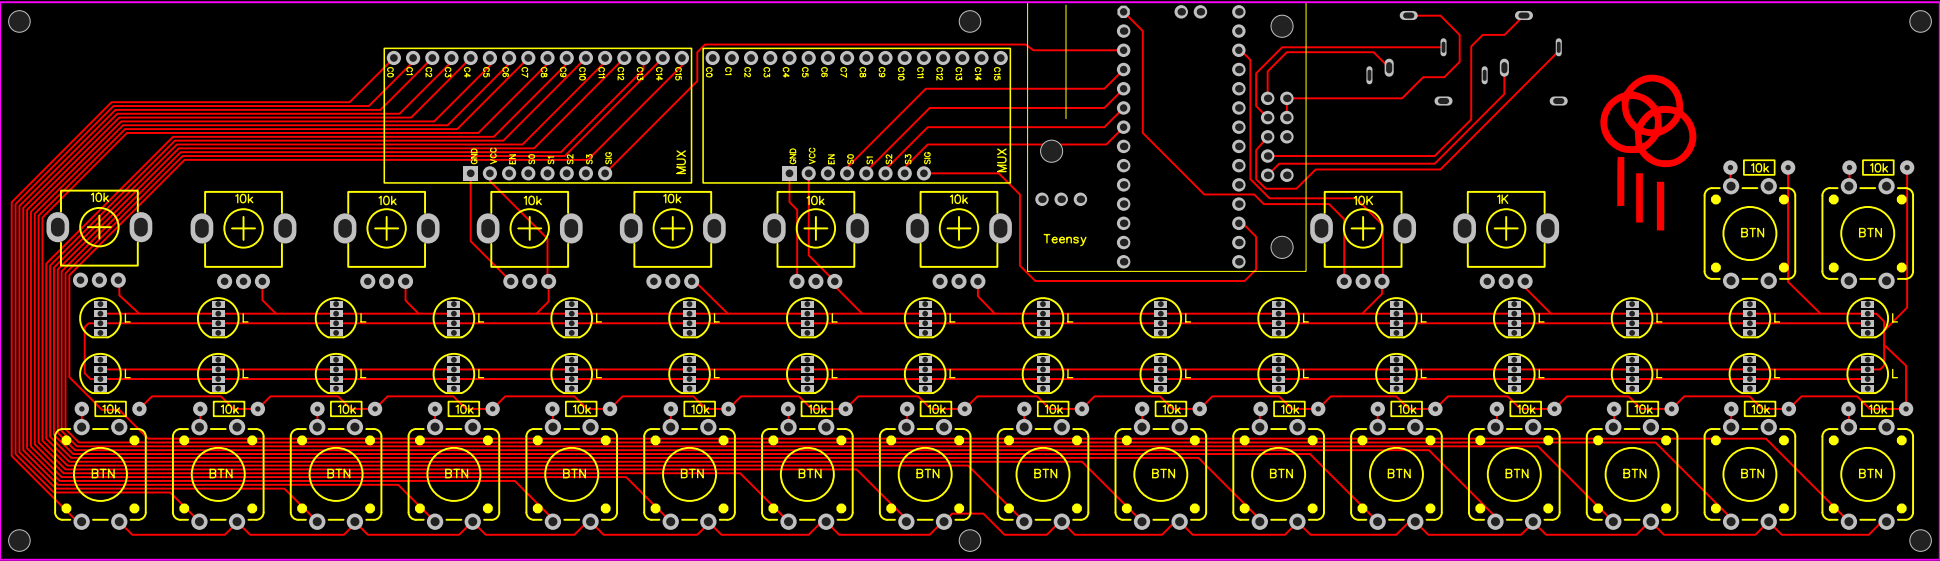 C0 C1 C2 C3 C4 C5 C6 C7 C8 C9 C10 C11 C12 C13 C14 C15
C0 C1 C2 C3 C4 C5 C6 C7 C8 C9 C10 C11 C12 C13 C14 C15
GND VCC EN S0 S1 S2 S3 SIG MUX
GND VCC EN S0 S1 S2 S3 SIG MUX
10k 10k
10k 10k 10k 10k 10k 10k 10k 10K 1K
BTN BTN
Teensy
L L L L L L L L L L L L L L L L
L L L L L L L L L L L L L L L L
10k 10k 10k 10k 10k 10k 10k 10k 10k 10k 10k 10k 10k 10k 10k 10k
BTN BTN BTN BTN BTN BTN BTN BTN BTN BTN BTN BTN BTN BTN BTN BTN